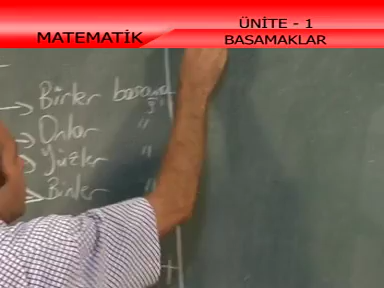 MATEMATİK
ÜNİTE - 1
BASAMAKLAR
Birler basamağı
Onlar "
Yüzler "
Binler "